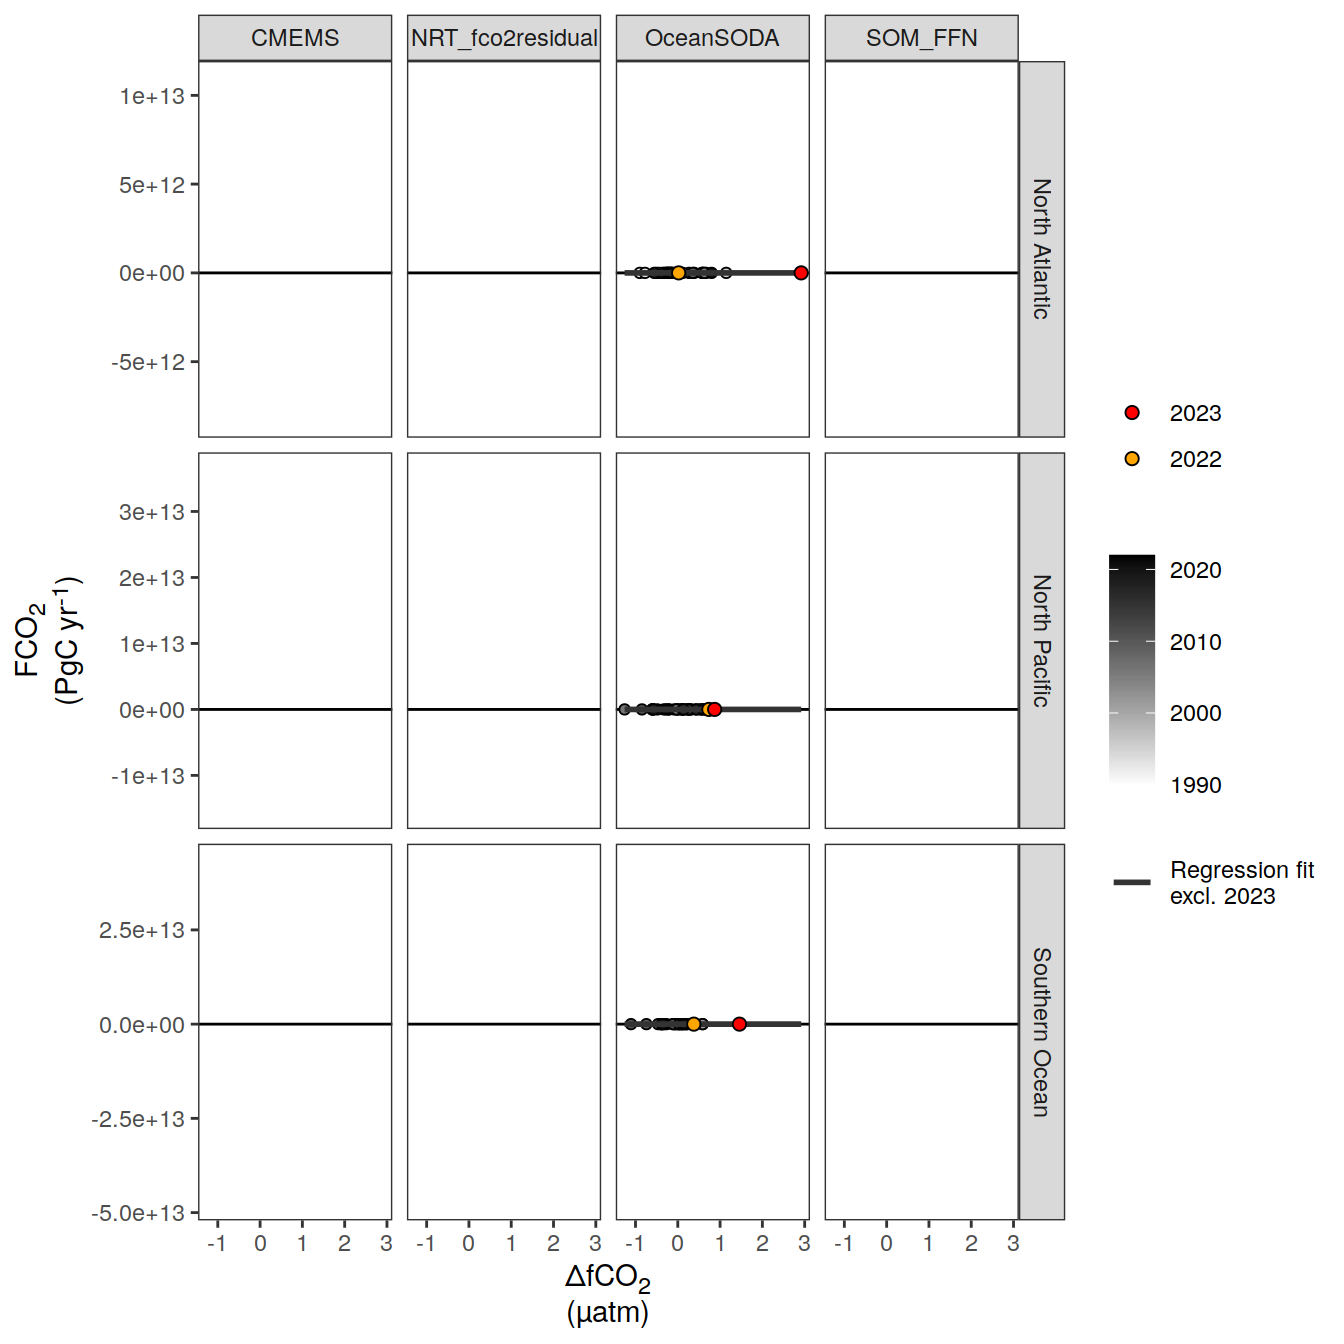 CMEMS NRT_fco2residual OceanSODA SOM_FFN
1e+13
5e+12
0e+00
-5e+12
North Atlantic
3e+13
2e+13
1e+13
0e+00
-1e+13
North Pacific
2.5e+13
0.0e+00
-2.5e+13
-5.0e+13
Southern Ocean
-1 0 1 2 3 -1 0 1 2 3 -1 0 1 2 3 -1 0 1 2 3
ΔfCO₂
(µatm)
FCO₂
(PgC yr⁻¹)
2023
2022
2020
2010
2000
1990
Regression fit
excl. 2023